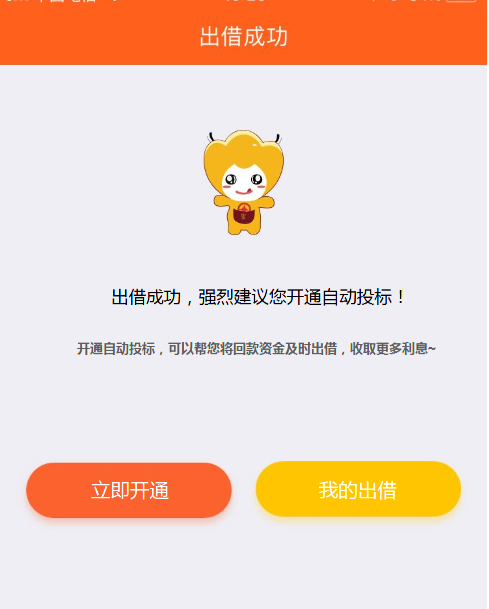 出借成功
出借成功，强烈建议您开通自动投标！
开通自动投标，可以帮您将回款资金及时出借，收取更多利息~
立即开通
我的出借